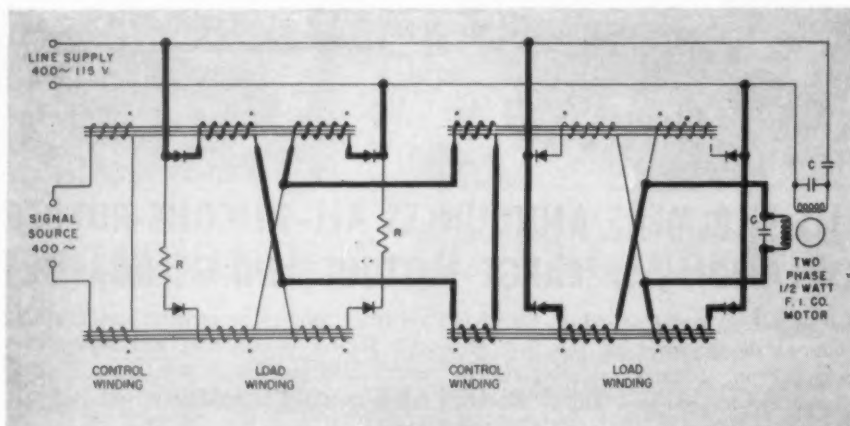 LINE SUPPLY
400~ 115 V.
SIGNAL
SOURCE
400~
R
R
C
C
C
TWO
PHASE
1/2 WATT
F. I. CO.
MOTOR
CONTROL
WINDING
LOAD
WINDING
CONTROL
WINDING
LOAD
WINDING